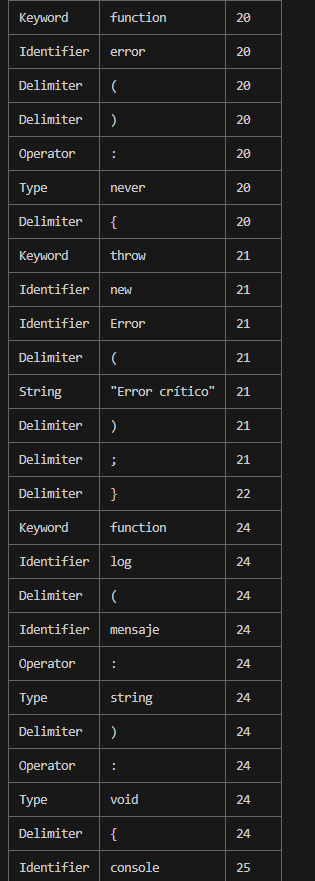 Keyword function 20
Identifier error 20
Delimiter ( 20
Delimiter ) 20
Operator : 20
Type never 20
Delimiter { 20
Keyword throw 21
Identifier new 21
Identifier Error 21
Delimiter ( 21
String "Error crítico" 21
Delimiter ) 21
Delimiter ; 21
Delimiter } 22
Keyword function 24
Identifier log 24
Delimiter ( 24
Identifier mensaje 24
Operator : 24
Type string 24
Delimiter ) 24
Operator : 24
Type void 24
Delimiter { 24
Identifier console 25